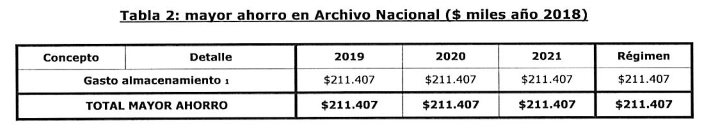 Tabla 2: mayor ahorro en Archivo Nacional ($ miles año 2018)
Concepto Detalle 2019 2020 2021 Régimen
Gasto almacenamiento 1 $211.407 $211.407 $211.407 $211.407
TOTAL MAYOR AHORRO $211.407 $211.407 $211.407 $211.407